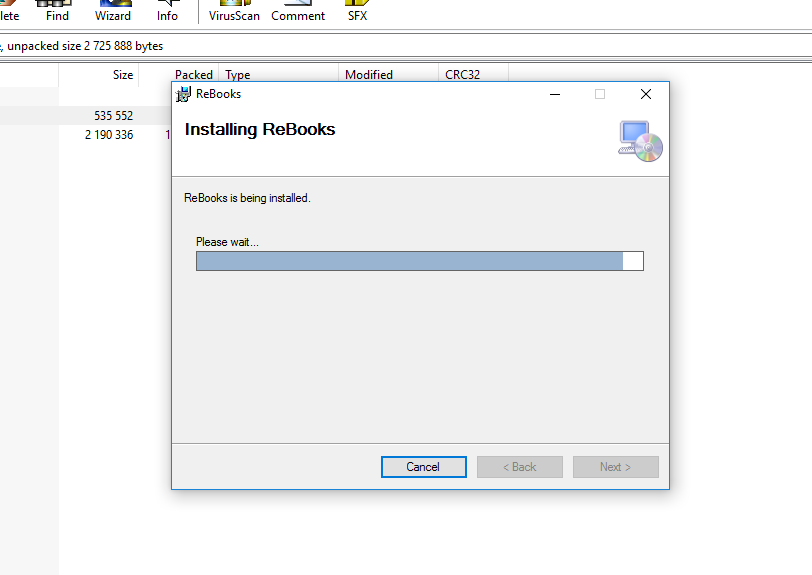 lete Find Wizard Info VirusScan Comment SFX
, unpacked size 2 725 888 bytes
Size Packed Type Modified CRC32
ReBooks
535 552
Installing ReBooks
2 190 336 1
ReBooks is being installed.
Please wait...
Cancel < Back Next >